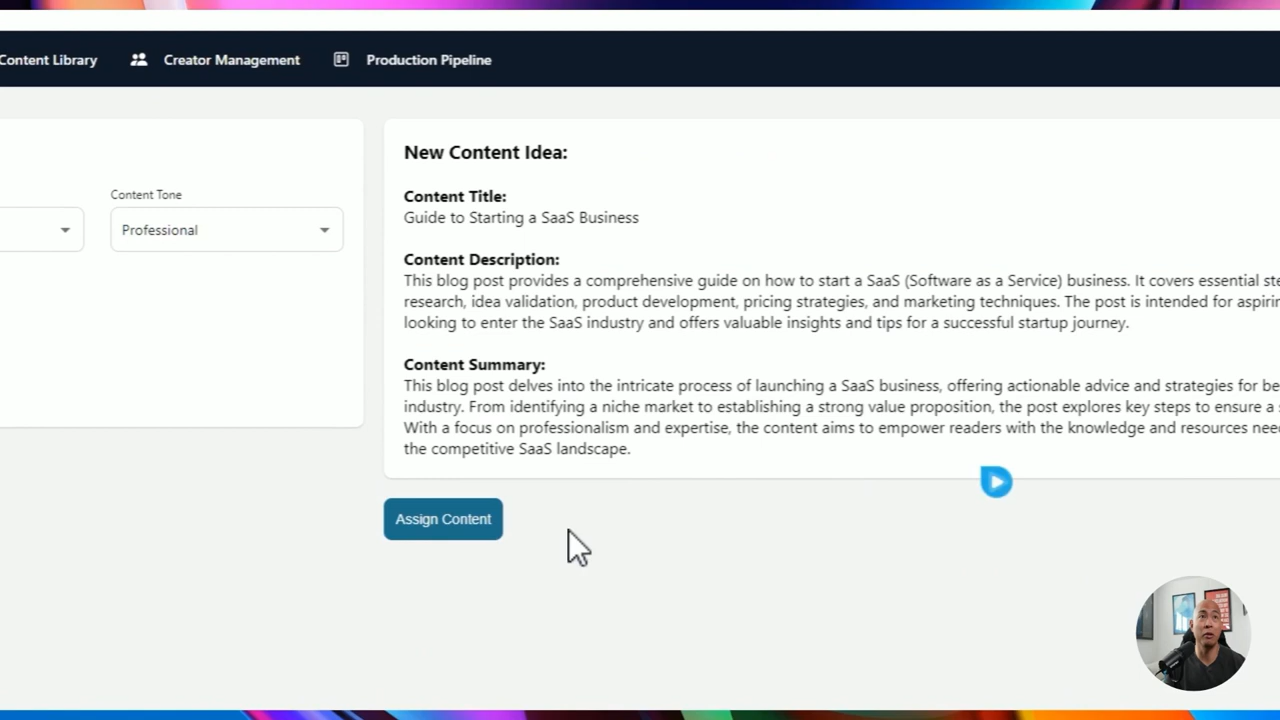 Content Library
Creator Management
Production Pipeline
Content Tone
Professional
New Content Idea:
Content Title:
Guide to Starting a SaaS Business
Content Description:
This blog post provides a comprehensive guide on how to start a SaaS (Software as a Service) business. It covers essential
research, idea validation, product development, pricing strategies, and marketing techniques. The post is intended for
looking to enter the SaaS industry and offers valuable insights and tips for a successful startup journey.
Content Summary:
This blog post delves into the intricate process of launching a SaaS business, offering actionable advice and strategies for
industry. From identifying a niche market to establishing a strong value proposition, the post explores key steps to ensure a
With a focus on professionalism and expertise, the content aims to empower readers with the knowledge and resources
the competitive SaaS landscape.
Assign Content